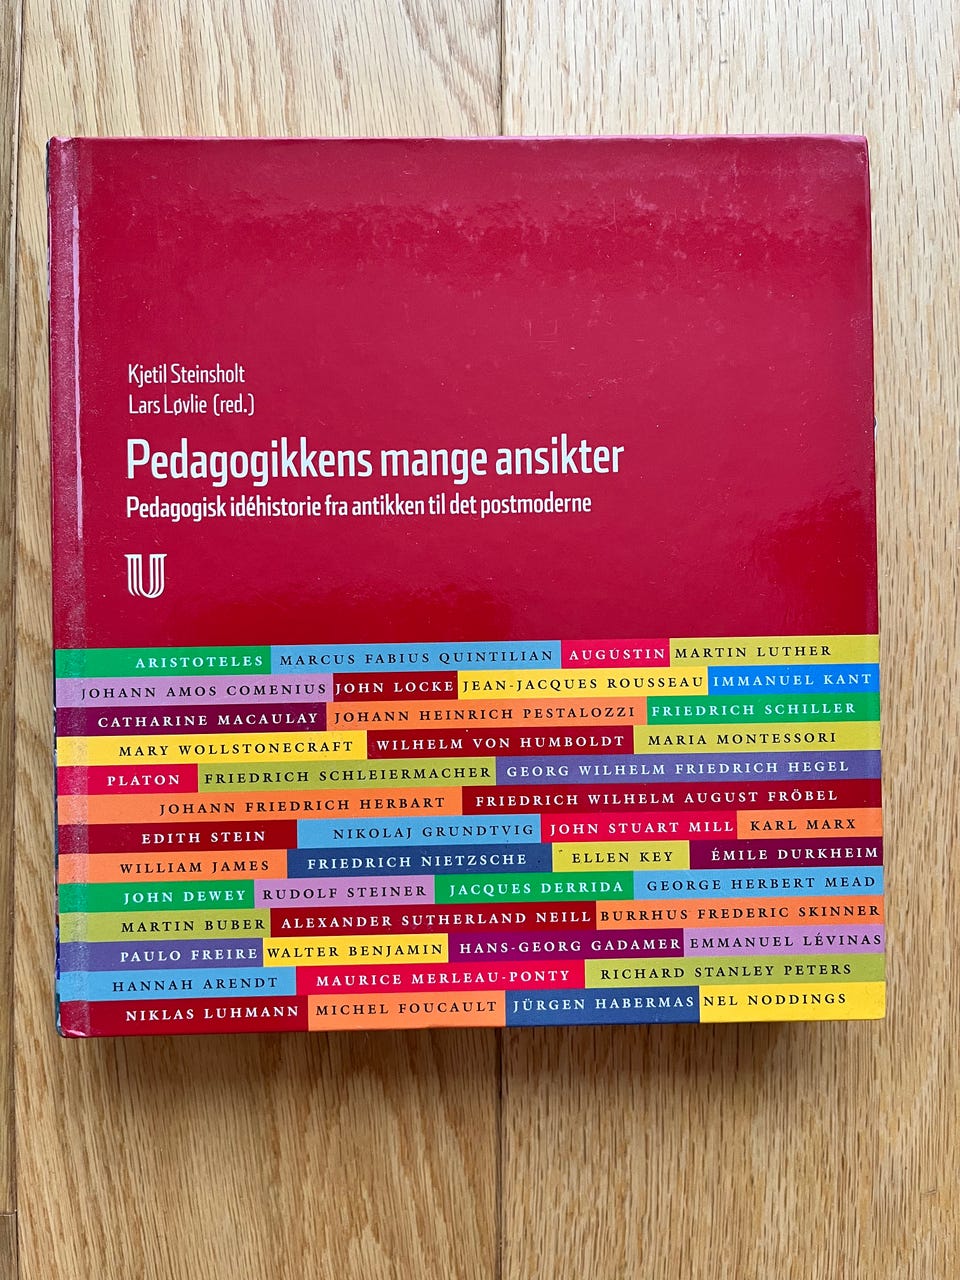 Kjetil Steinsholt
Lars Løvlie (red.)
Pedagogikkens mange ansikter
Pedagogisk idéhistorie fra antikken til det postmoderne
U
ARISTOTELES MARCUS FABIUS QUINTILIAN AUGUSTIN MARTIN LUTHER
JOHANN AMOS COMENIUS JOHN LOCKE JEAN-JACQUES ROUSSEAU IMMANUEL KANT
CATHARINE MACAULAY JOHANN HEINRICH PESTALOZZI FRIEDRICH SCHILLER
MARY WOLLSTONECRAFT WILHELM VON HUMBOLDT MARIA MONTESSORI
PLATON FRIEDRICH SCHLEIERMACHER GEORG WILHELM FRIEDRICH HEGEL
JOHANN FRIEDRICH HERBART FRIEDRICH WILHELM AUGUST FRÖBEL
EDITH STEIN NIKOLAJ GRUNDTVIG JOHN STUART MILL KARL MARX
WILLIAM JAMES FRIEDRICH NIETZSCHE ELLEN KEY ÉMILE DURKHEIM
JOHN DEWEY RUDOLF STEINER JACQUES DERRIDA GEORGE HERBERT MEAD
MARTIN BUBER ALEXANDER SUTHERLAND NEILL BURRHUS FREDERIC SKINNER
PAULO FREIRE WALTER BENJAMIN HANS-GEORG GADAMER EMMANUEL LÉVINAS
HANNAH ARENDT MAURICE MERLEAU-PONTY RICHARD STANLEY PETERS
NIKLAS LUHMANN MICHEL FOUCAULT JÜRGEN HABERMAS NEL NODDINGS